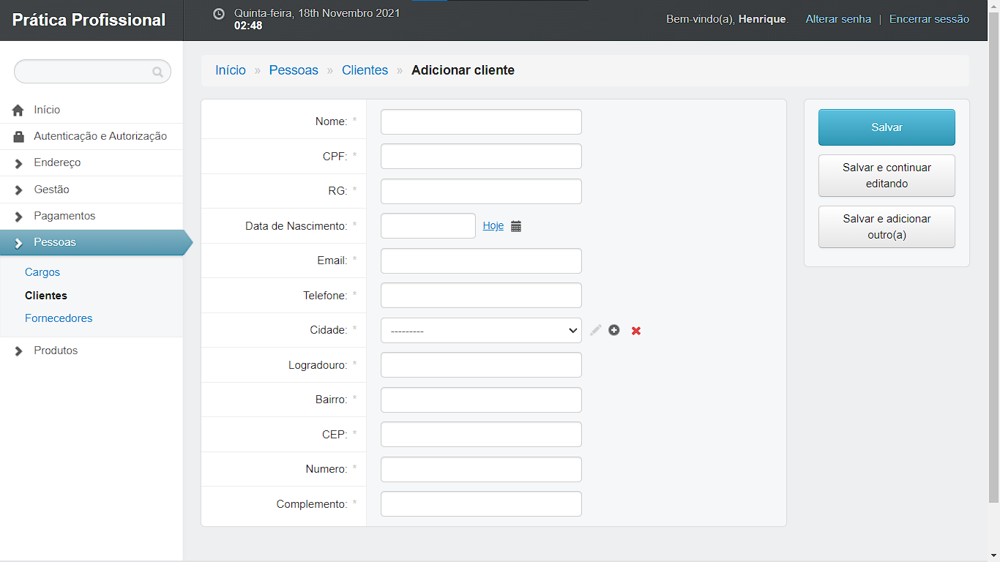 Prática Profissional
Quinta-feira, 18th Novembro 2021
02:48
Bem-vindo(a), Henrique. Alterar senha | Encerrar sessão
Início
Autenticação e Autorização
Endereço
Gestão
Pagamentos
Pessoas
Cargos
Clientes
Fornecedores
Produtos
Início » Pessoas » Clientes » Adicionar cliente
Nome: *
CPF: *
RG: *
Data de Nascimento: * Hoje
Email: *
Telefone: *
Cidade: * ---------
Logradouro: *
Bairro: *
CEP: *
Numero: *
Complemento: *
Salvar
Salvar e continuar
editando
Salvar e adicionar
outro(a)